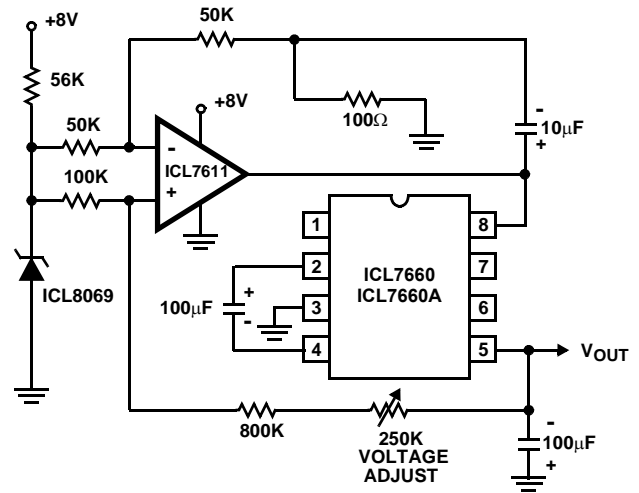 +8V
50K
56K
+8V
50K
100Ω
-
10μF
+
-
ICL7611
+
100K
ICL8069
1
8
2
7
ICL7660
ICL7660A
3
6
4
5
100μF
+
-
VOUT
800K
250K
VOLTAGE
ADJUST
-
100μF
+